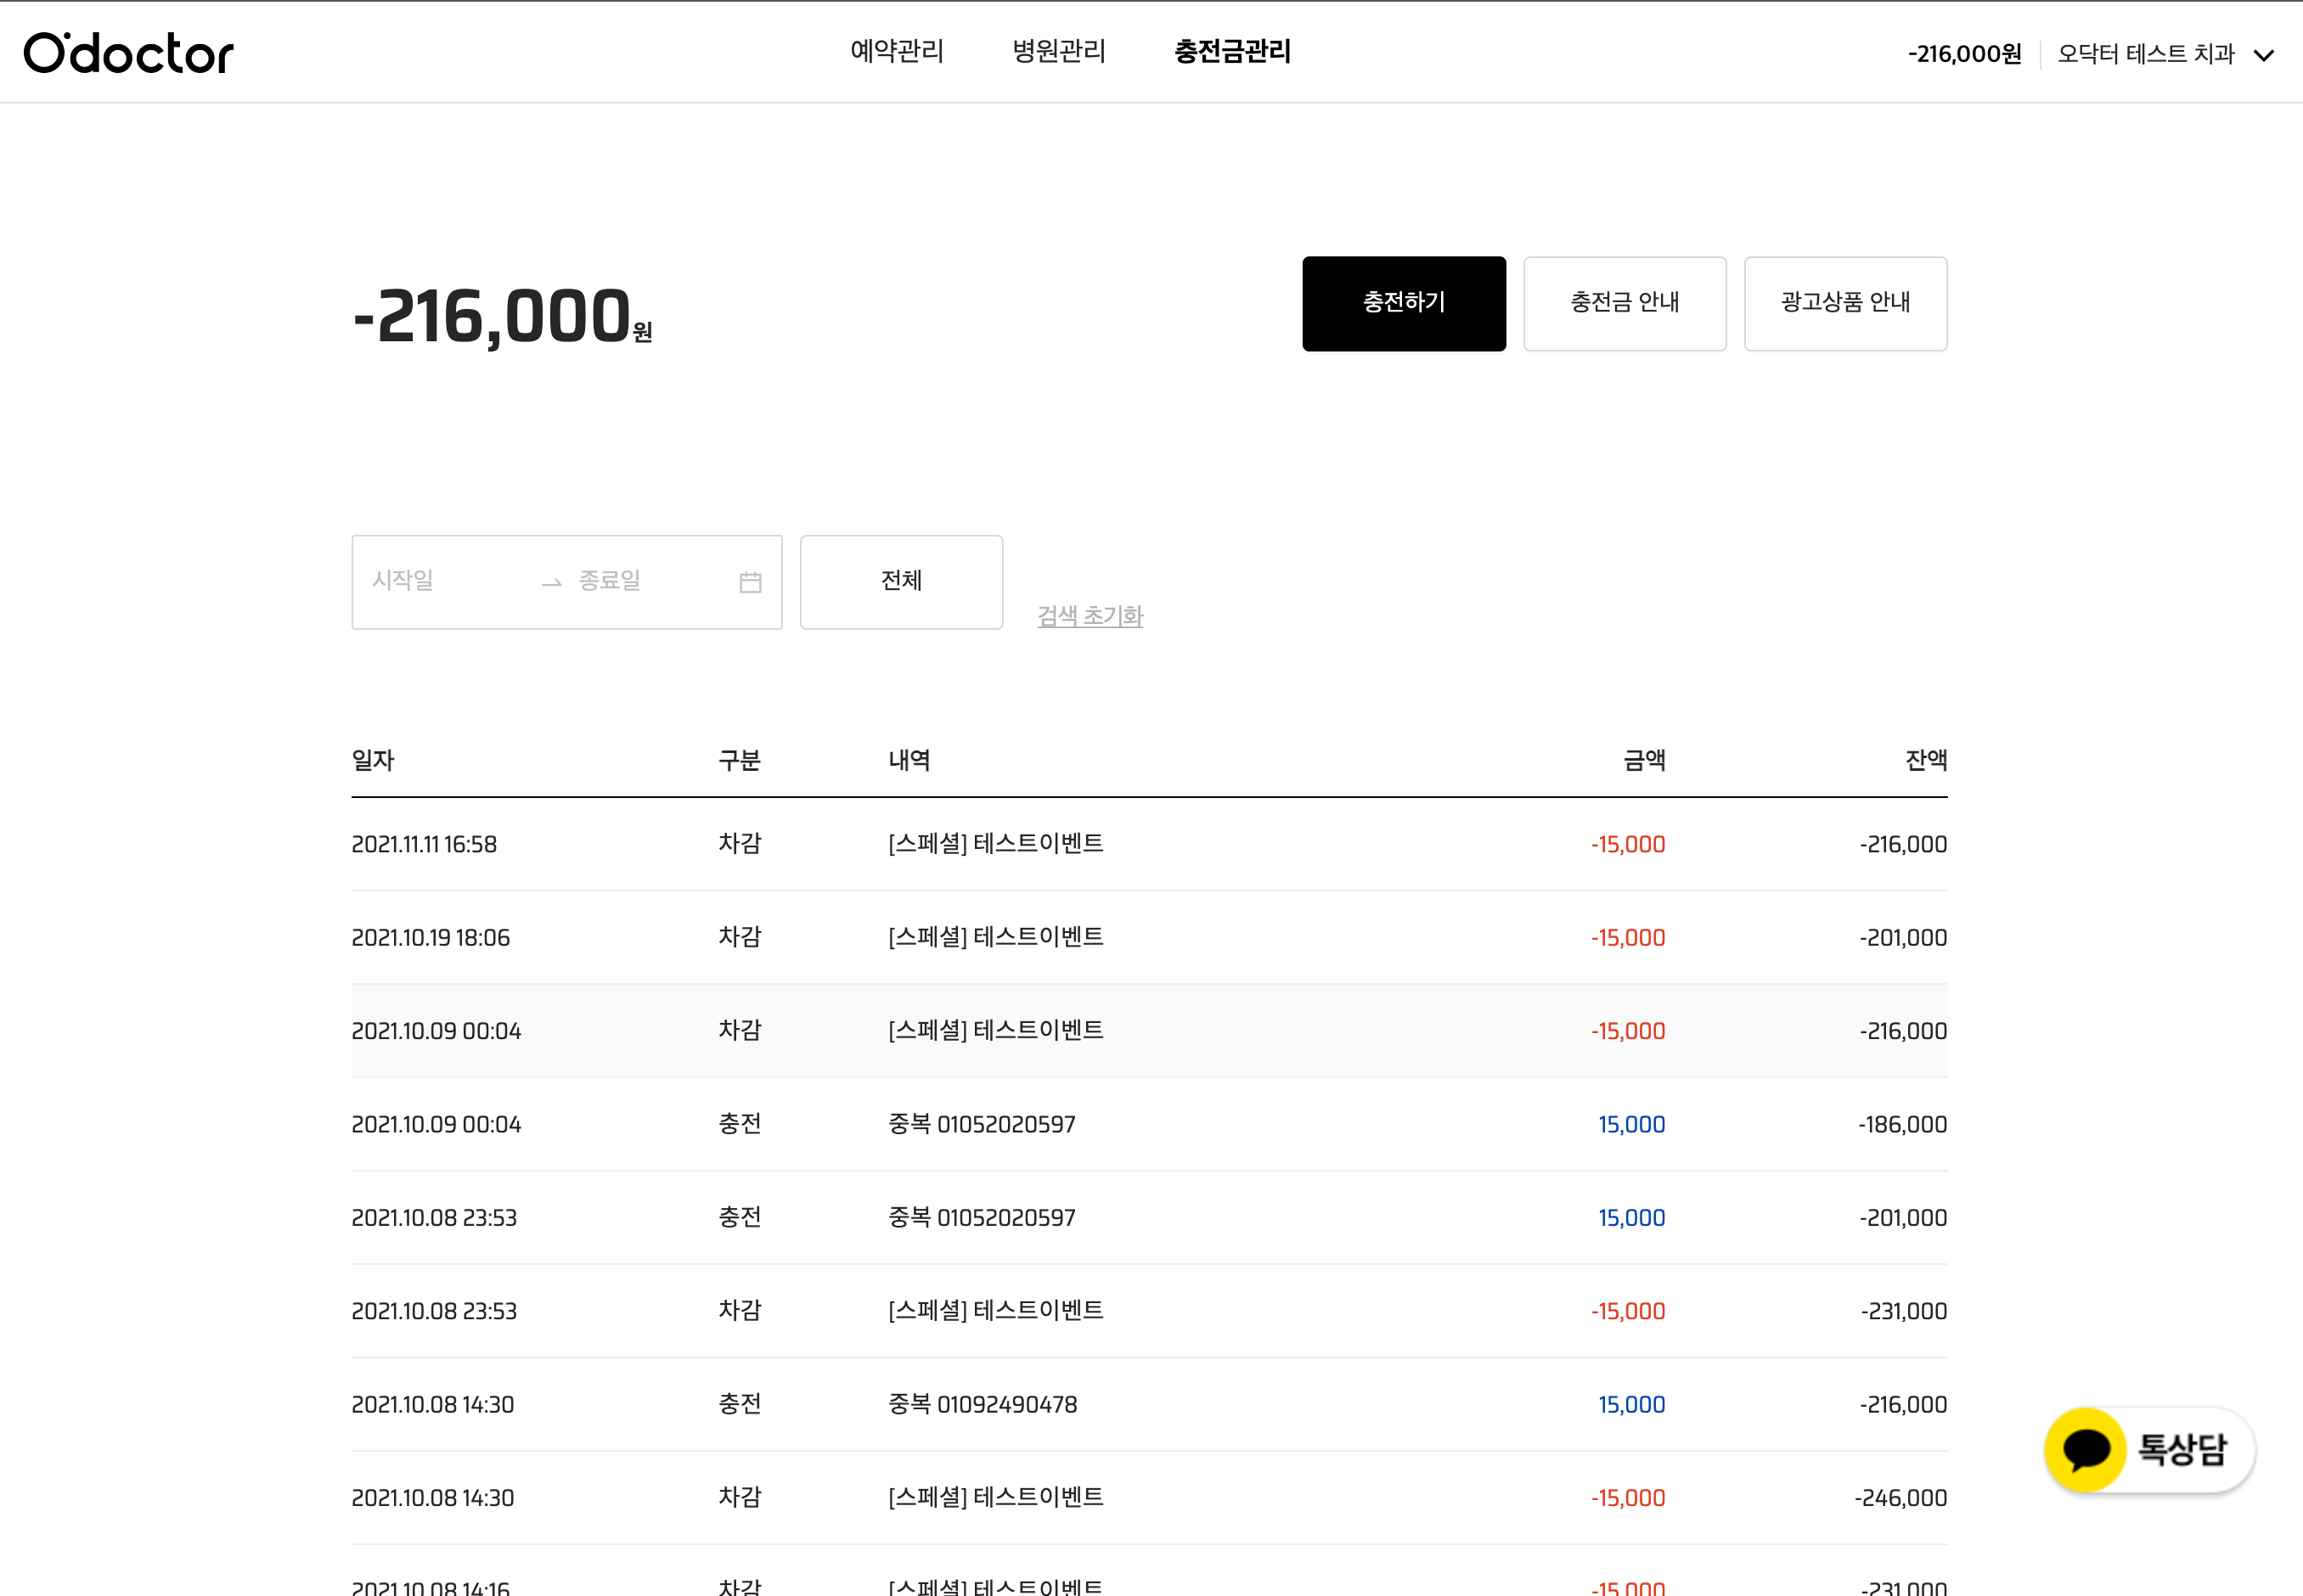 O'doctor 예약관리 병원관리 충전금관리 -216,000원 오닥터 테스트 치과
-216,000원 충전하기 충전금 안내 광고상품 안내
시작일 → 종료일 전체 검색 초기화
일자 구분 내역 금액 잔액
2021.11.11 16:58 차감 [스페셜] 테스트이벤트 -15,000 -216,000
2021.10.19 18:06 차감 [스페셜] 테스트이벤트 -15,000 -201,000
2021.10.09 00:04 차감 [스페셜] 테스트이벤트 -15,000 -216,000
2021.10.09 00:04 충전 중복 01052020597 15,000 -186,000
2021.10.08 23:53 충전 중복 01052020597 15,000 -201,000
2021.10.08 23:53 차감 [스페셜] 테스트이벤트 -15,000 -231,000
2021.10.08 14:30 충전 중복 01092490478 15,000 -216,000
톡상담
2021.10.08 14:30 차감 [스페셜] 테스트이벤트 -15,000 -246,000
2021.10.08 14:16 차감 [스페셜] 테스트이벤트 -15,000 -231,000